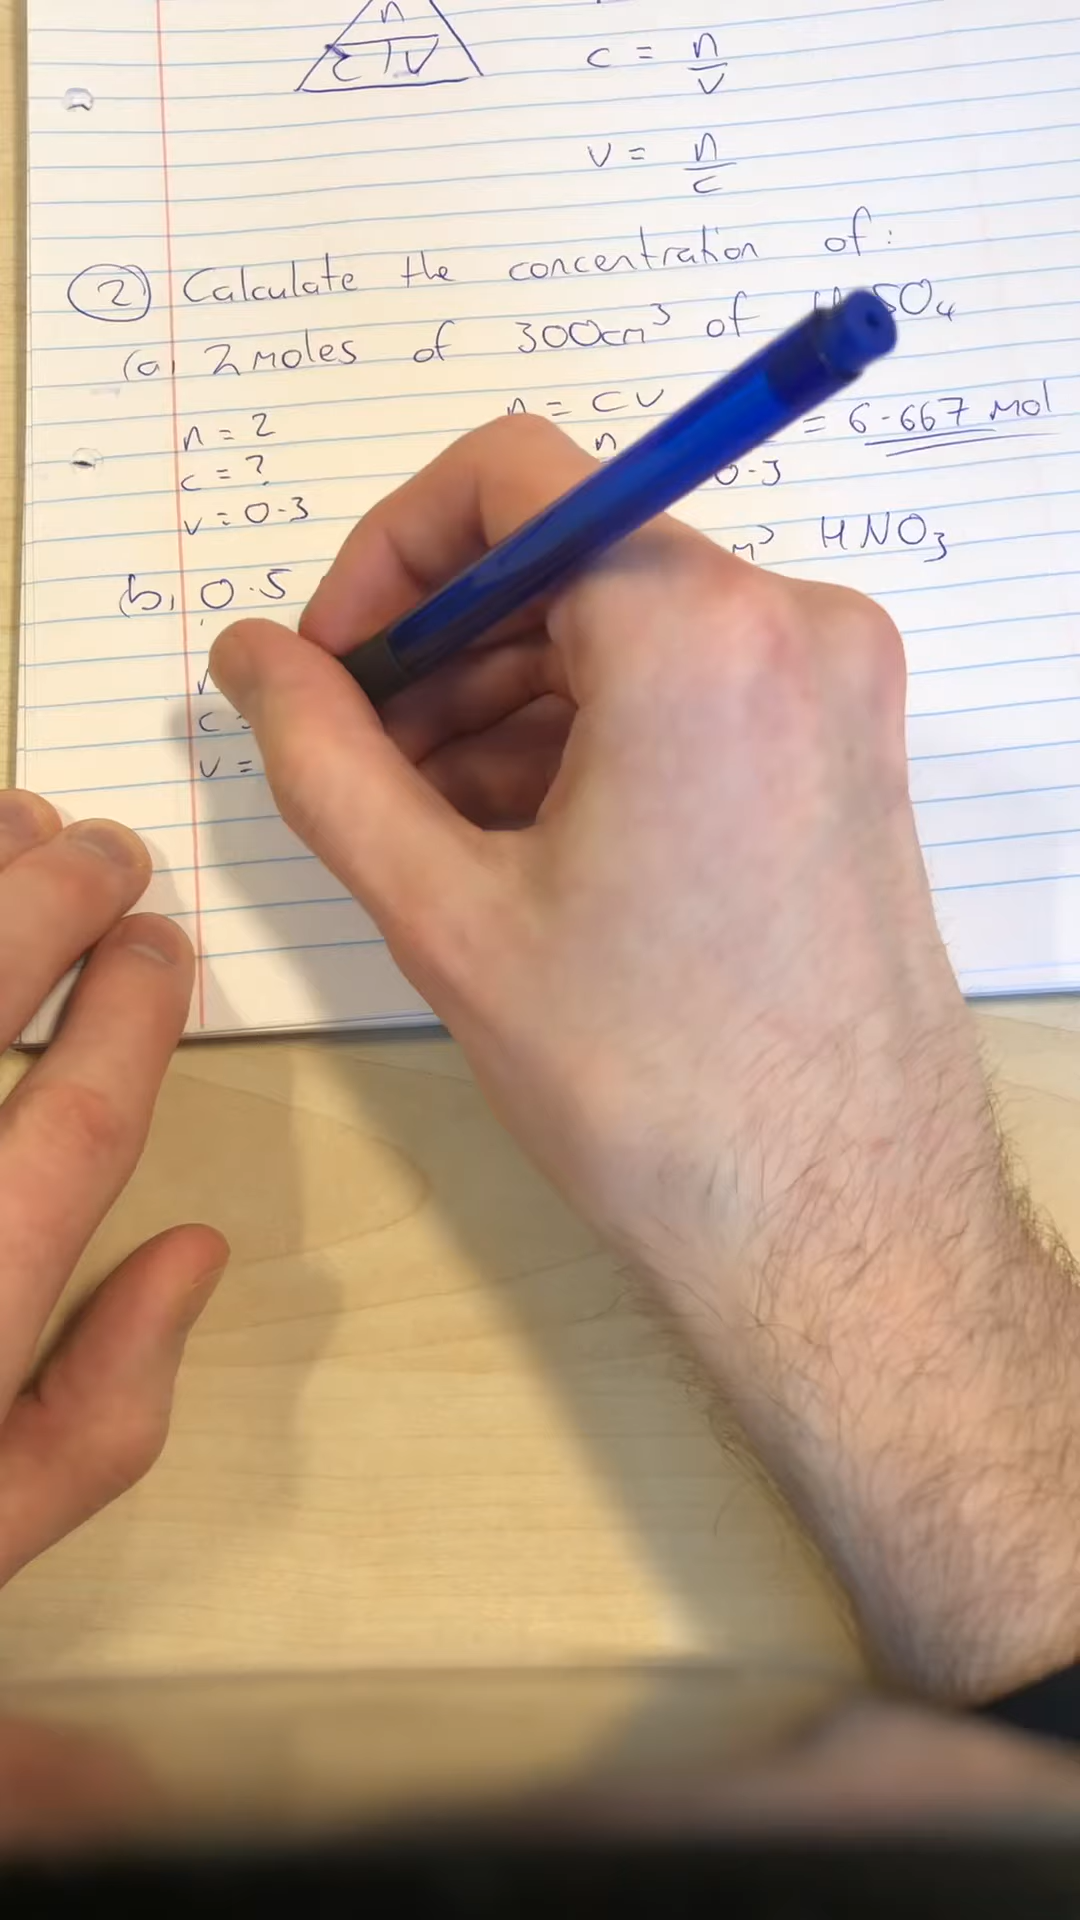 n
c V
c = n/v
v = n/c
2 Calculate the concentration of:
(a) 2 moles of 300cm³ of SO₄
n = 2
n = cv
c = ?
n
= 6.667 mol
v = 0.3
0.3
(b) 0.5 HNO₃
c =
v =